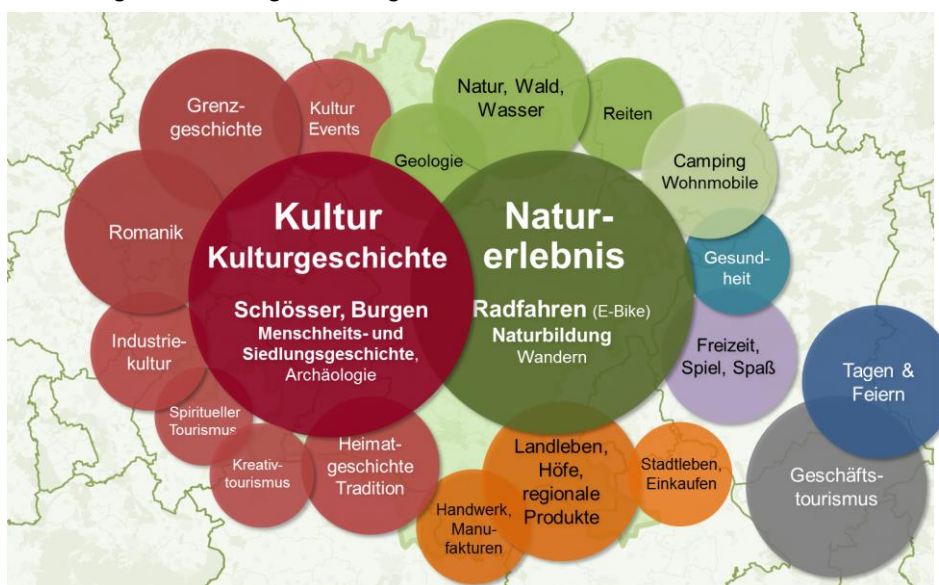 Grenz-
geschichte
Kultur
Events
Natur, Wald,
Wasser
Reiten
Geologie
Camping
Wohnmobile
Romanik
Kultur
Kulturgeschichte
Schlösser, Burgen
Menschheits- und
Siedlungsgeschichte,
Archäologie
Natur-
erlebnis
Radfahren (E-Bike)
Naturbildung
Wandern
Gesund-
heit
Industrie-
kultur
Freizeit,
Spiel, Spaß
Tagen &
Feiern
Spiritueller
Tourismus
Kreativ-
tourismus
Heimat-
geschichte
Tradition
Landleben,
Höfe,
regionale
Produkte
Stadtleben,
Einkaufen
Geschäfts-
tourismus
Handwerk,
Manu-
fakturen